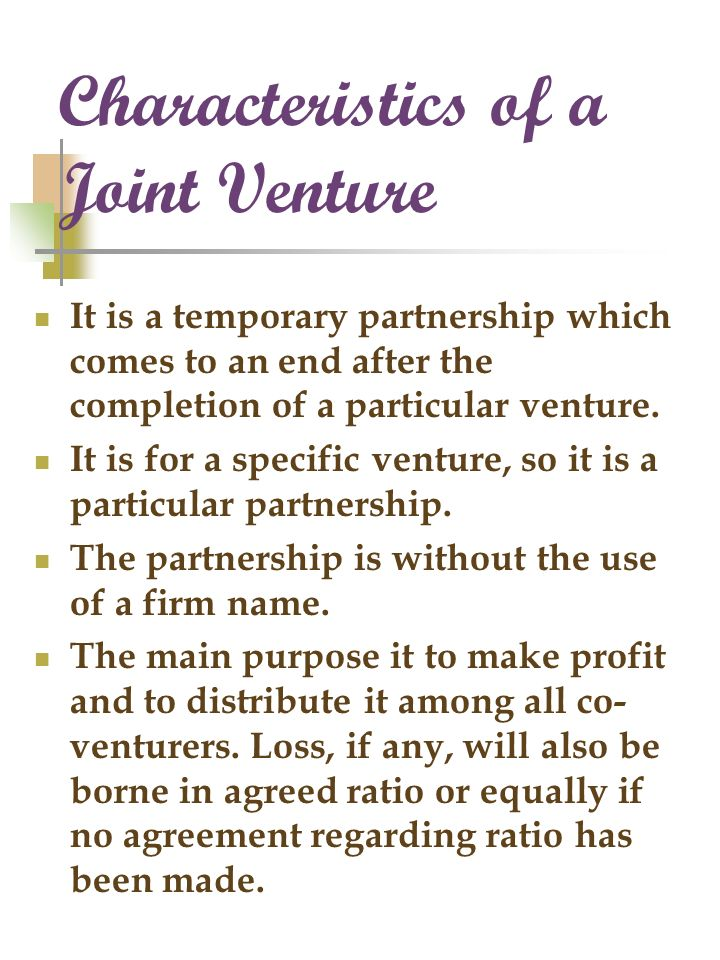 Characteristics of a
Joint Venture
It is a temporary partnership which
comes to an end after the
completion of a particular venture.
It is for a specific venture, so it is a
particular partnership.
The partnership is without the use
of a firm name.
The main purpose it to make profit
and to distribute it among all co-
venturers. Loss, if any, will also be
borne in agreed ratio or equally if
no agreement regarding ratio has
been made.